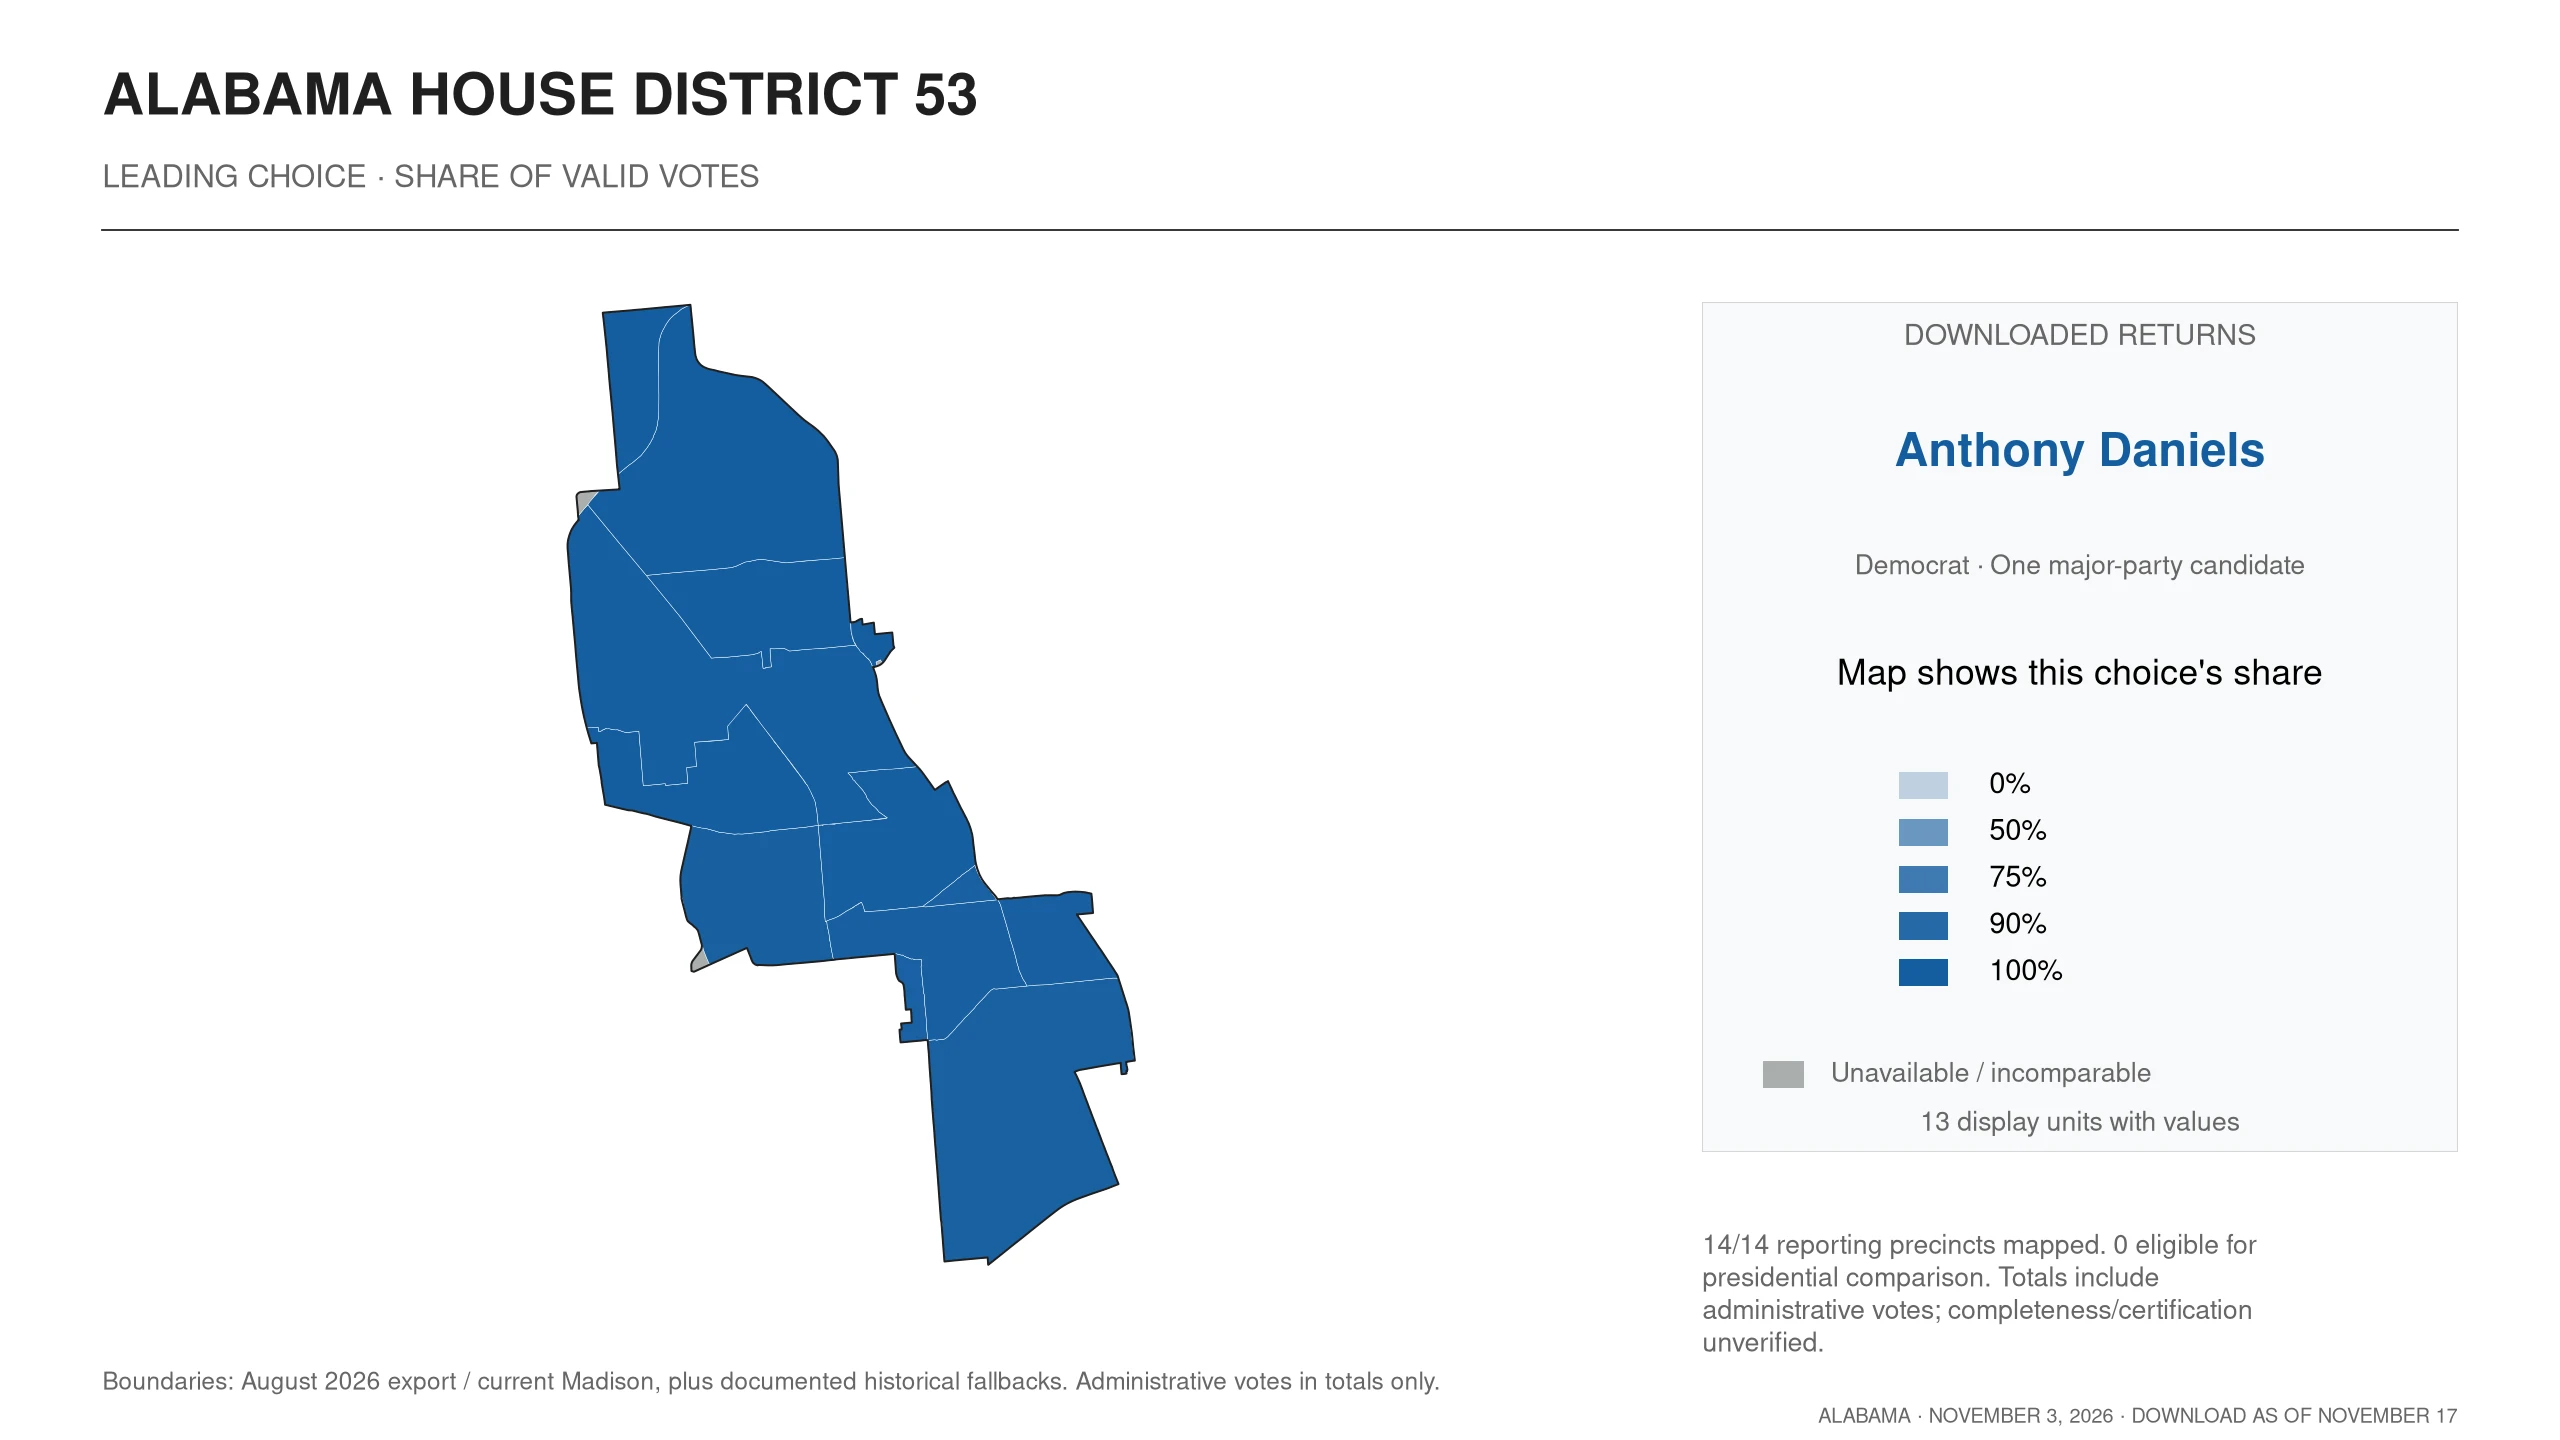 ALABAMA HOUSE DISTRICT 53
LEADING CHOICE · SHARE OF VALID VOTES
DOWNLOADED RETURNS
Anthony Daniels
Democrat · One major-party candidate
Map shows this choice's share
0%
50%
75%
90%
100%
Unavailable / incomparable
13 display units with values
14/14 reporting precincts mapped. 0 eligible for
presidential comparison. Totals include
administrative votes; completeness/certification
unverified.
Boundaries: August 2026 export / current Madison, plus documented historical fallbacks. Administrative votes in totals only.
ALABAMA · NOVEMBER 3, 2026 · DOWNLOAD AS OF NOVEMBER 17